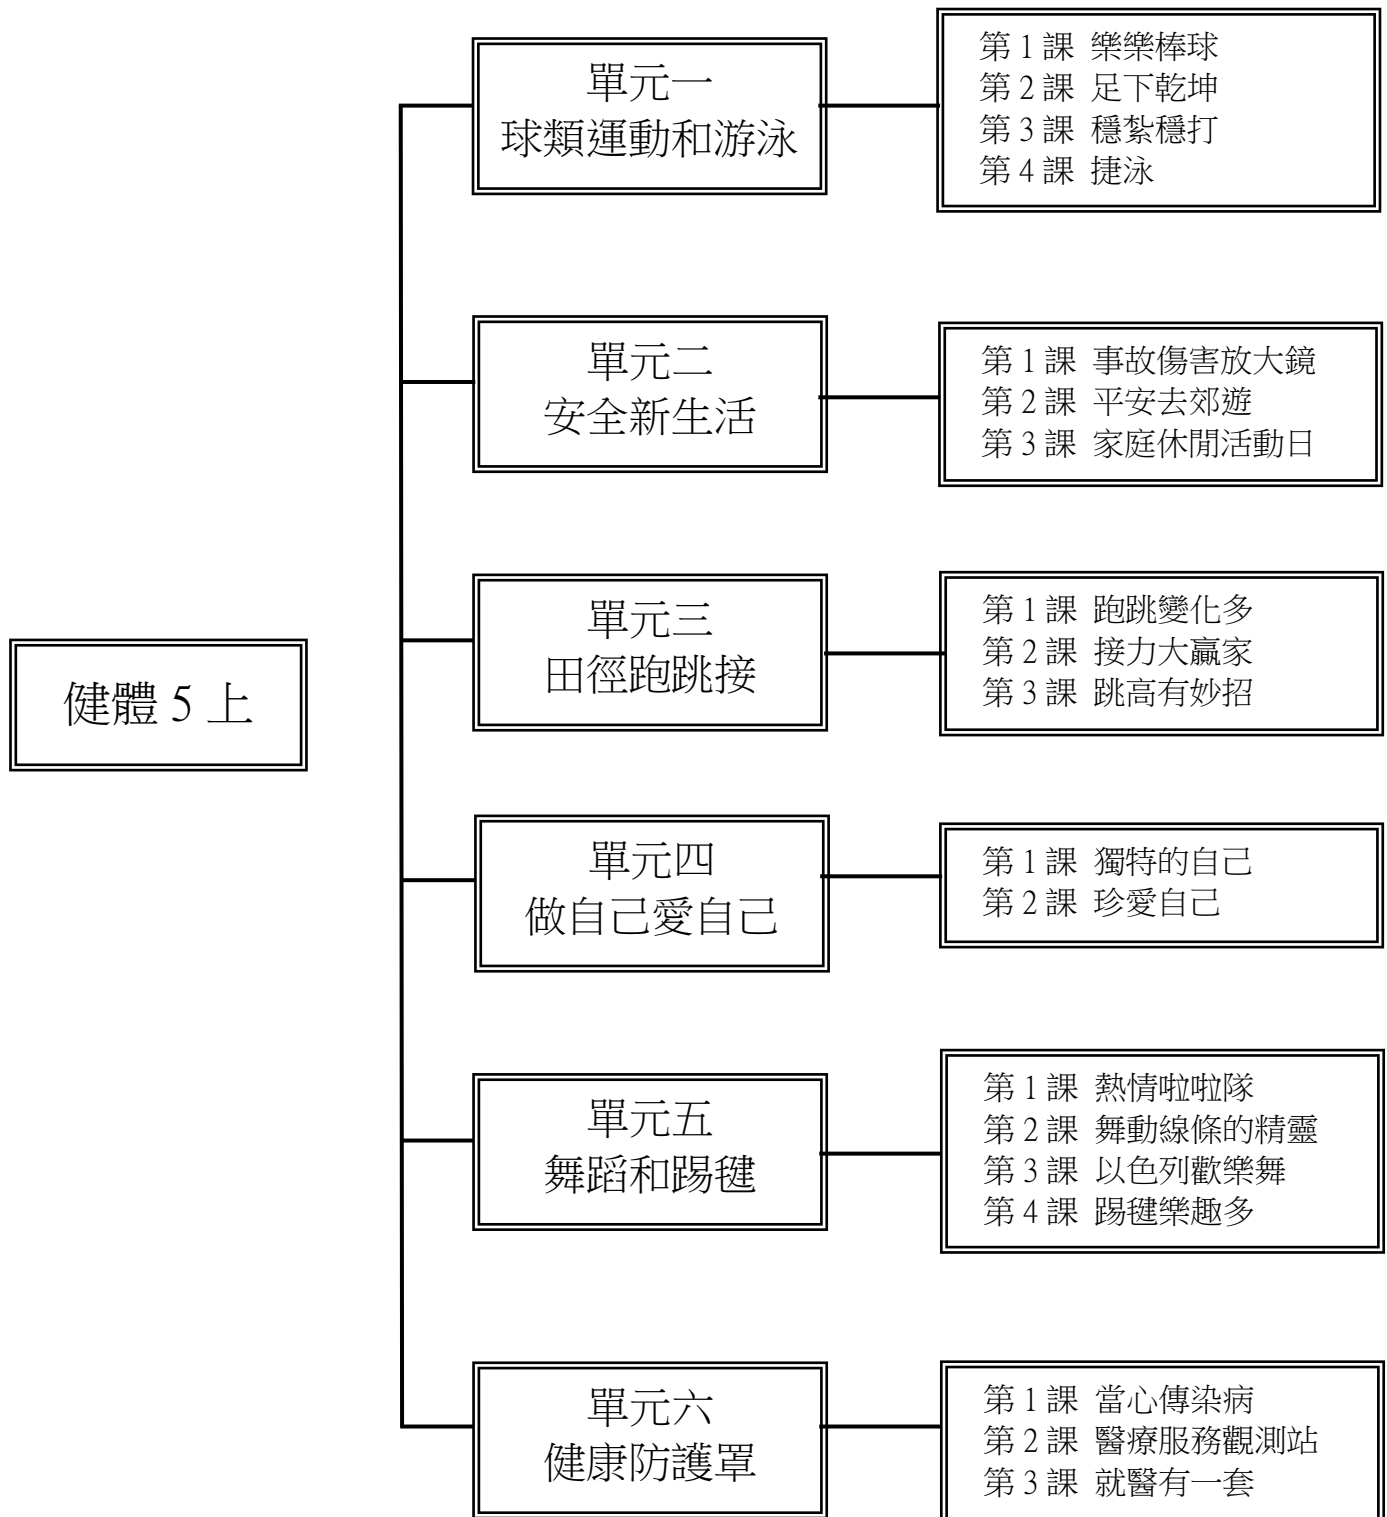 健體 5 上
單元一
球類運動和游泳
第 1 課 樂樂棒球
第 2 課 足下乾坤
第 3 課 穩紮穩打
第 4 課 捷泳
單元二
安全新生活
第 1 課 事故傷害放大鏡
第 2 課 平安去郊遊
第 3 課 家庭休閒活動日
單元三
田徑跑跳接
第 1 課 跑跳變化多
第 2 課 接力大贏家
第 3 課 跳高有妙招
單元四
做自己愛自己
第 1 課 獨特的自己
第 2 課 珍愛自己
單元五
舞蹈和踢毽
第 1 課 熱情啦啦隊
第 2 課 舞動線條的精靈
第 3 課 以色列歡樂舞
第 4 課 踢毽樂趣多
單元六
健康防護罩
第 1 課 當心傳染病
第 2 課 醫療服務觀測站
第 3 課 就醫有一套